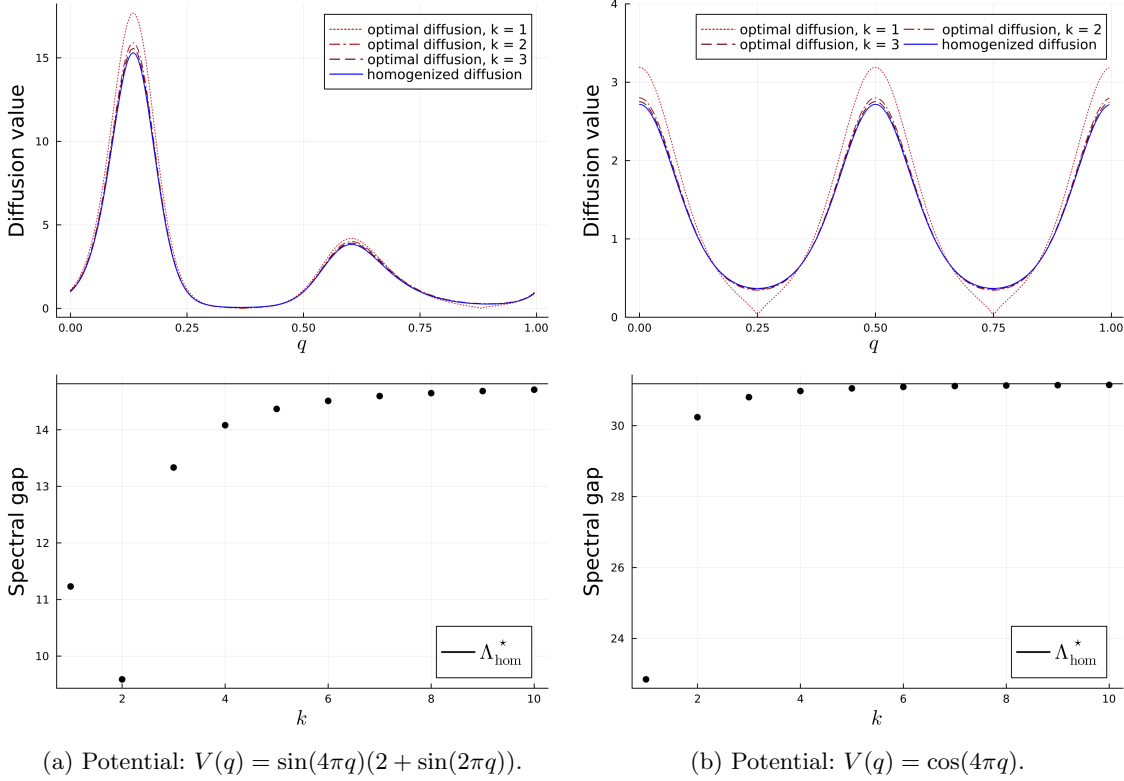 optimal diffusion, k = 1
optimal diffusion, k = 2
optimal diffusion, k = 3
homogenized diffusion
Diffusion value
15
10
5
0
0.00 0.25 0.50 0.75 1.00
q
optimal diffusion, k = 1 optimal diffusion, k = 2
optimal diffusion, k = 3 homogenized diffusion
Diffusion value
4
3
2
1
0
0.00 0.25 0.50 0.75 1.00
q
Spectral gap
14
13
12
11
10
Λ⋆hom
2 4 6 8 10
k
Spectral gap
30
28
26
24
Λ⋆hom
2 4 6 8 10
k
(a) Potential: V(q) = sin(4πq)(2 + sin(2πq)).
(b) Potential: V(q) = cos(4πq).